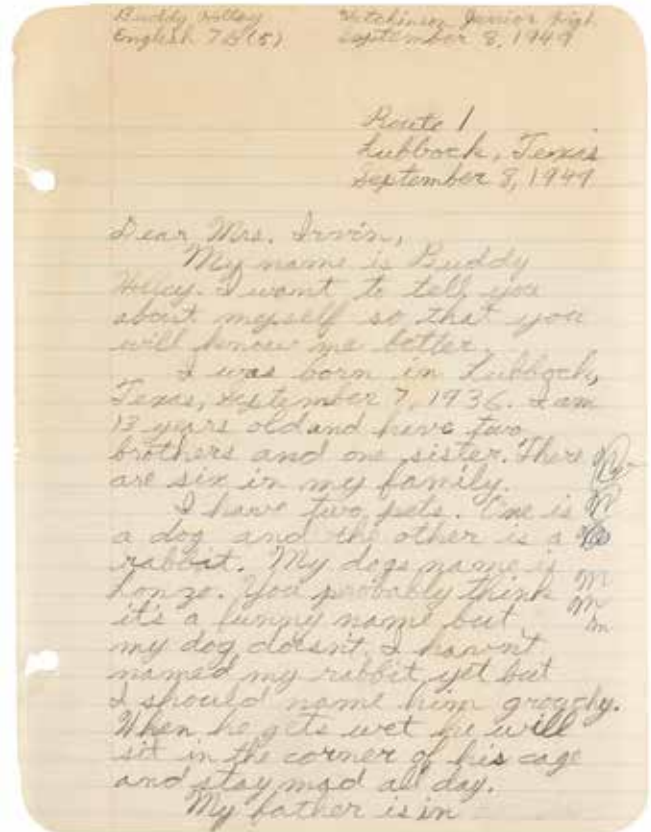 Buddy Holley Hutchinson Junior high
English 7B(5) September 8, 1949
Route 1
Lubbock, Texas
September 8, 1949
Dear Mrs. Irvin,
My name is Buddy
Holley. I want to tell you
about myself so that you
will know me better.
I was born in Lubbock,
Texas, September 7, 1936. I am
13 years old and have two
brothers and one sister. There
are six in my family.
I have two pets. One is
a dog and the other is a
rabbit. My dogs name is
Lonzo. You probably think
it's a funny name but
my dog doesn't. I havn't
named my rabbit yet but
I should name him grouchy.
When he gets wet he will
sit in the corner of his cage
and stay mad all day.
My father is in